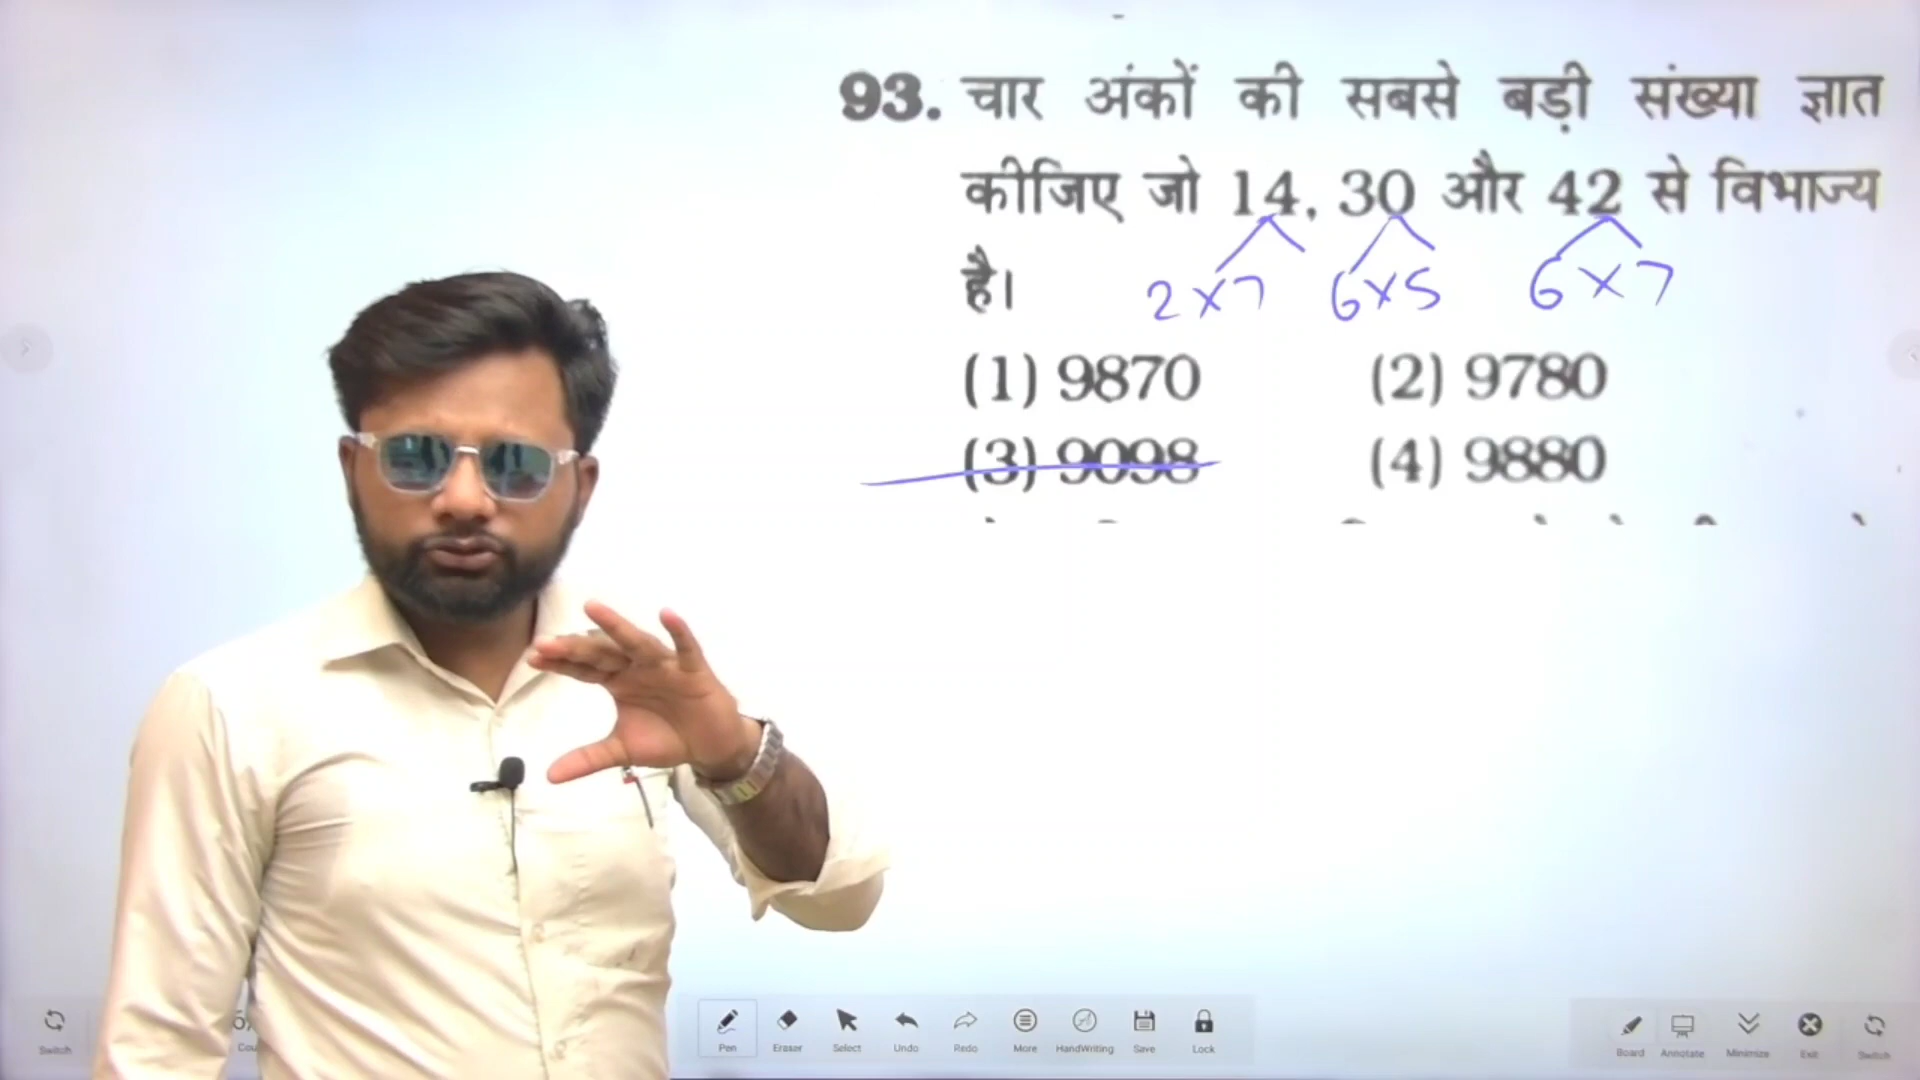 93. चार अंकों की सबसे बड़ी संख्या ज्ञात
कीजिए जो 14, 30 और 42 से विभाज्य
है।
2×7 6×5 6×7
(1) 9870 (2) 9780
(3) 9098 (4) 9880
Switch Pen Eraser Select Undo Redo More HandWriting Save Lock Board Annotate Minimize Exit Switch